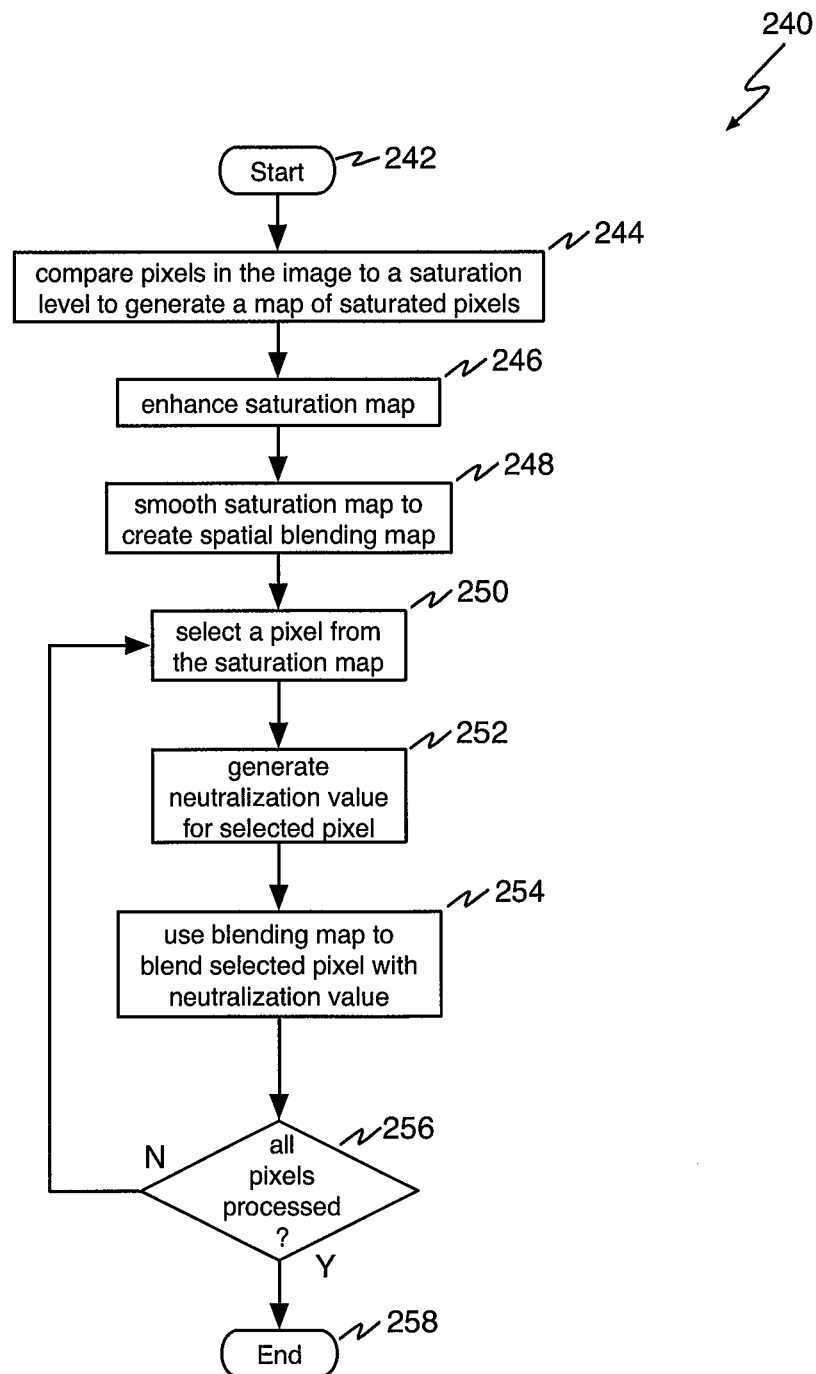 240
Start
242
244
compare pixels in the image to a saturation
level to generate a map of saturated pixels
246
enhance saturation map
248
smooth saturation map to
create spatial blending map
250
select a pixel from
the saturation map
252
generate
neutralization value
for selected pixel
254
use blending map to
blend selected pixel with
neutralization value
256
N
all
pixels
processed
?
Y
258
End